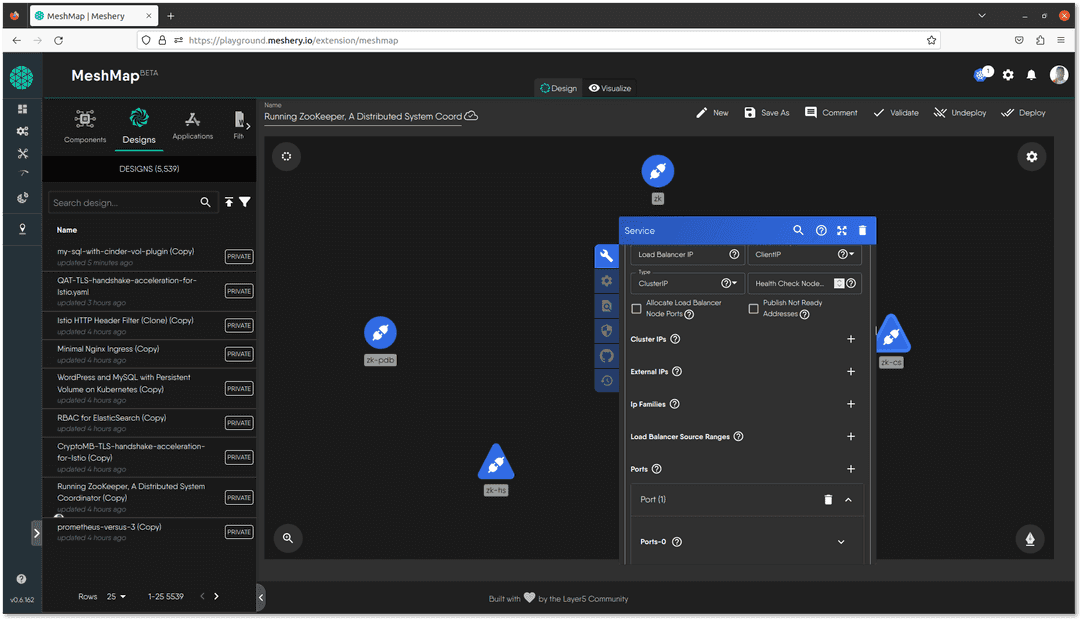 MeshMap | Meshery
https://playground.meshery.io/extension/meshmap
MeshMap BETA
1
Design
Visualize
Components
Designs
Applications
Filt
Name
Running ZooKeeper, A Distributed System Coord
New
Save As
Comment
Validate
Undeploy
Deploy
DESIGNS (5,539)
Search design...
Name
my-sql-with-cinder-vol-plugin (Copy)
updated 5 minutes ago
PRIVATE
QAT-TLS-handshake-acceleration-for-
Istio.yaml
updated 3 hours ago
PRIVATE
Istio HTTP Header Filter (Clone) (Copy)
updated 4 hours ago
PRIVATE
Minimal Nginx Ingress (Copy)
updated 4 hours ago
PRIVATE
WordPress and MySQL with Persistent
Volume on Kubernetes (Copy)
updated 4 hours ago
PRIVATE
RBAC for ElasticSearch (Copy)
updated 4 hours ago
PRIVATE
CryptoMB-TLS-handshake-acceleration-
for-Istio (Copy)
updated 4 hours ago
PRIVATE
Running ZooKeeper, A Distributed System
Coordinator (Copy)
updated 4 hours ago
PRIVATE
prometheus-versus-3 (Copy)
updated 4 hours ago
PRIVATE
Rows 25 1-25 5539
v0.6.162
zk
zk-pdb
zk-hs
zk-cs
Service
Load Balancer IP
ClientIP
Type
ClusterIP
Health Check Node...
Allocate Load Balancer
Node Ports
Publish Not Ready
Addresses
Cluster IPs
External IPs
Ip Families
Load Balancer Source Ranges
Ports
Port (1)
Ports-0
Built with by the Layer5 Community